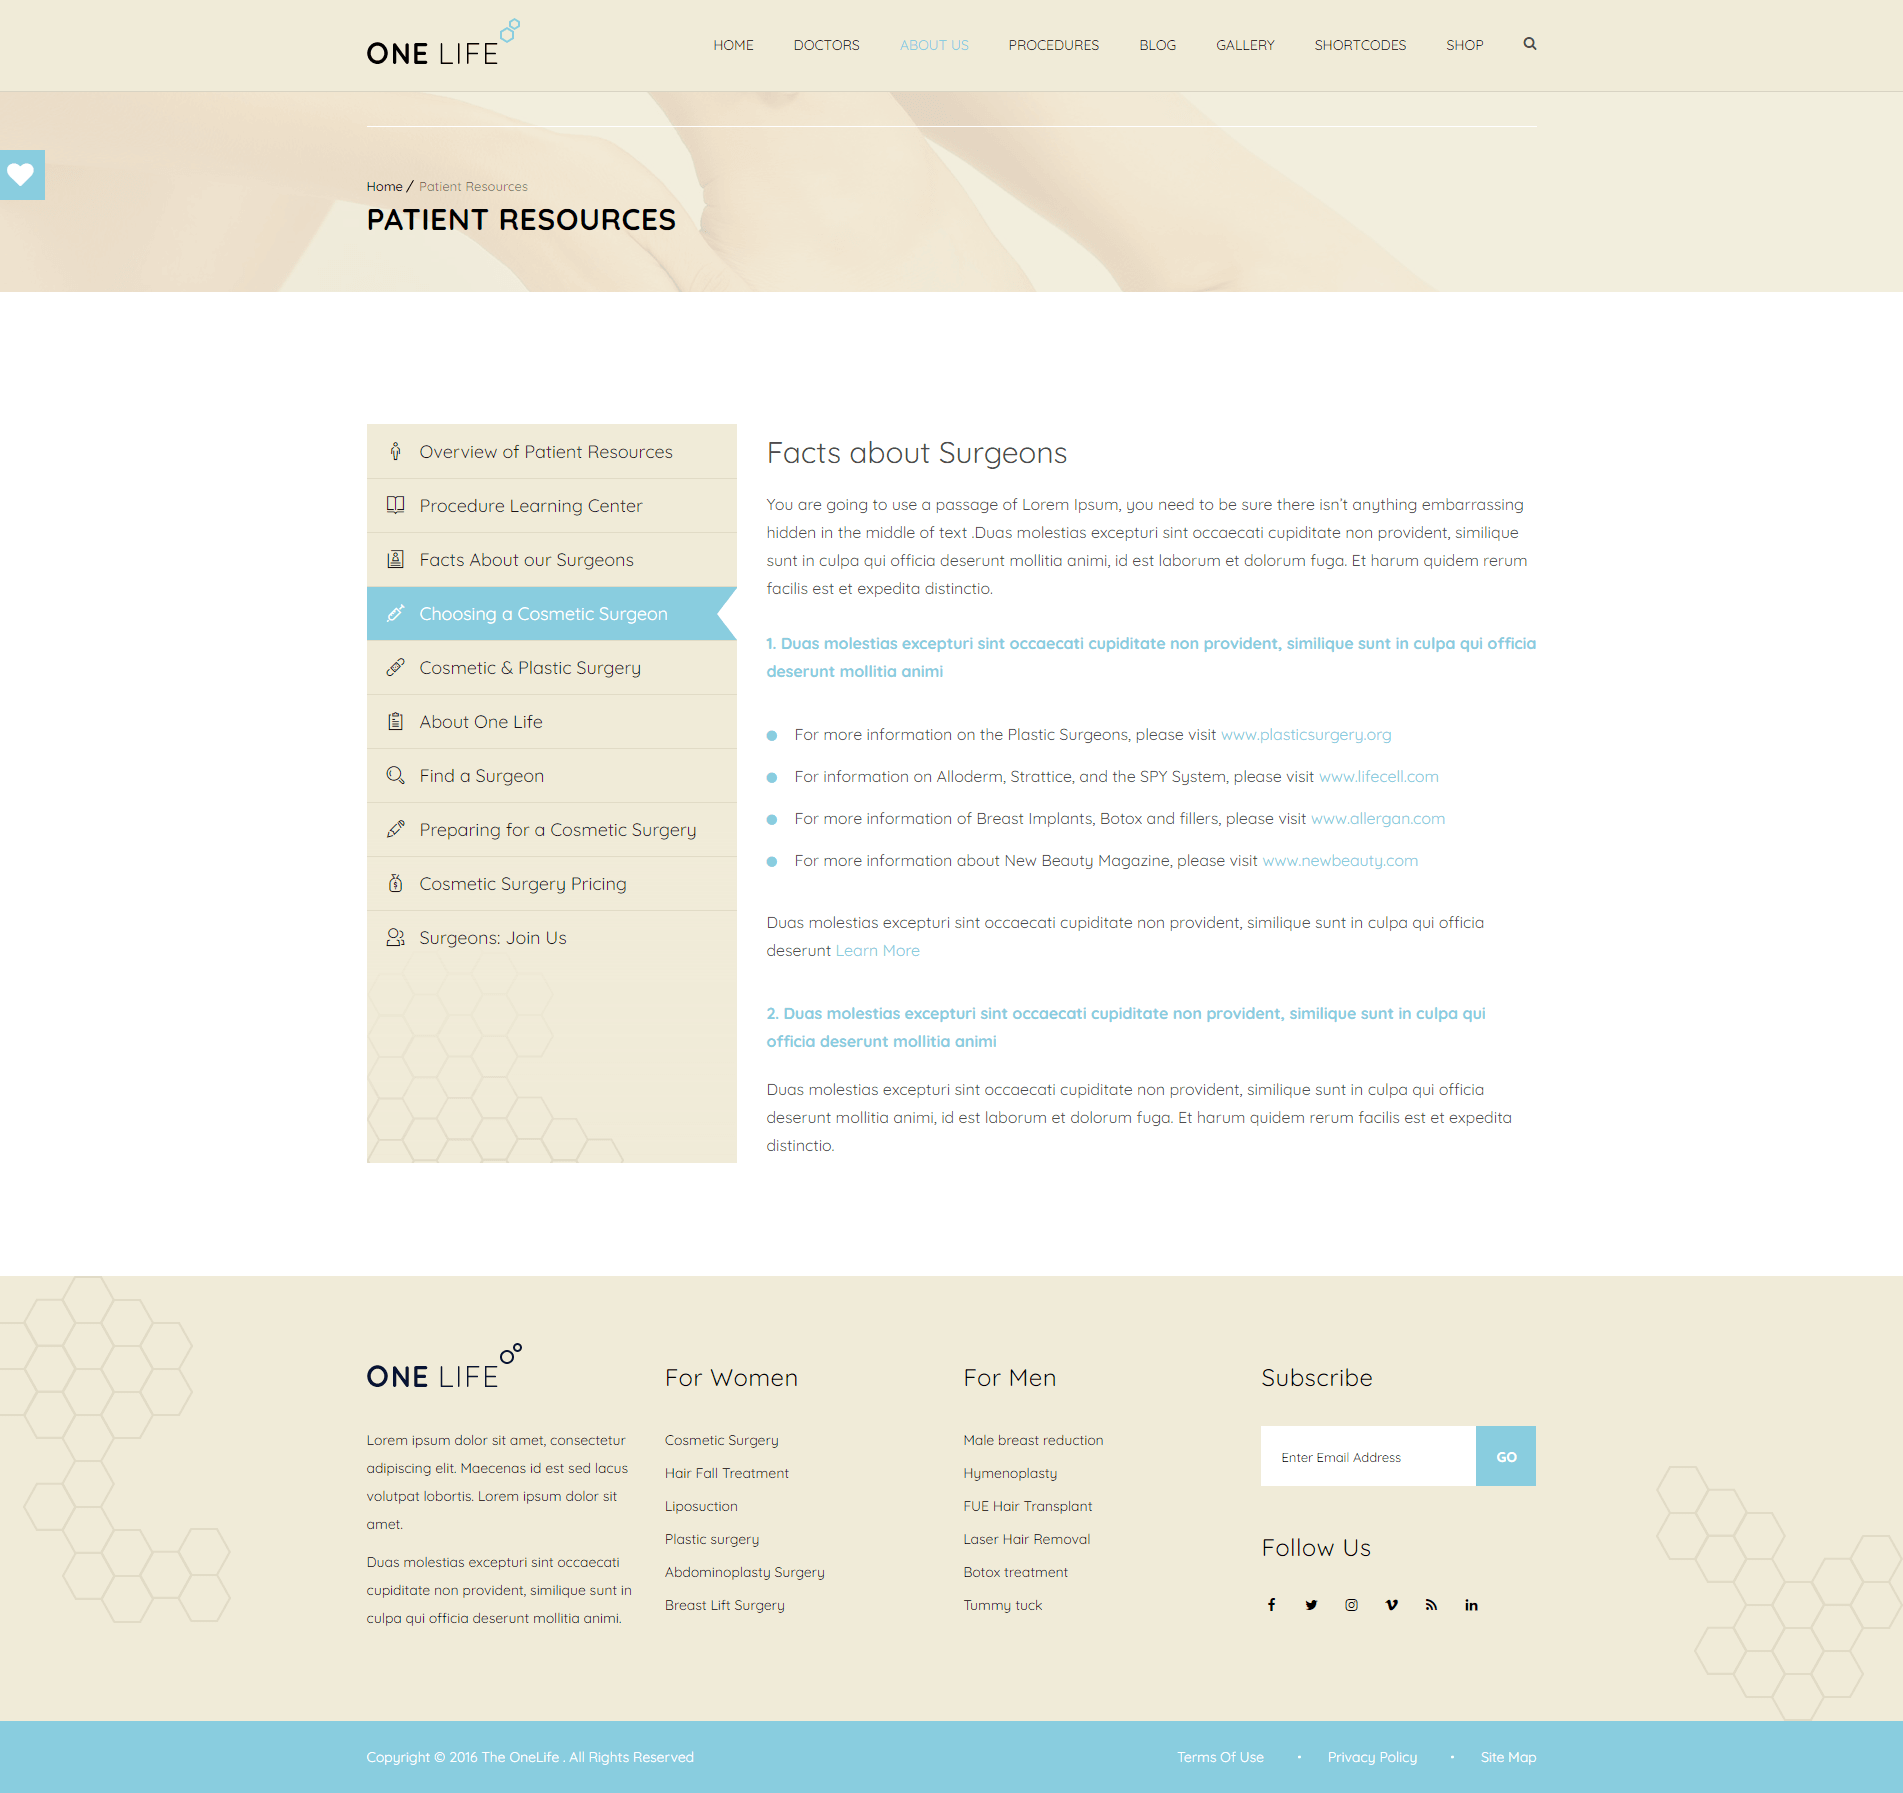 ONE LIFE
HOME DOCTORS ABOUT US PROCEDURES BLOG GALLERY SHORTCODES SHOP
Home / Patient Resources
PATIENT RESOURCES
Overview of Patient Resources
Procedure Learning Center
Facts About our Surgeons
Choosing a Cosmetic Surgeon
Cosmetic & Plastic Surgery
About One Life
Find a Surgeon
Preparing for a Cosmetic Surgery
Cosmetic Surgery Pricing
Surgeons: Join Us
Facts about Surgeons
You are going to use a passage of Lorem Ipsum, you need to be sure there isn't anything embarrassing
hidden in the middle of text .Duas molestias excepturi sint occaecati cupiditate non provident, similique
sunt in culpa qui officia deserunt mollitia animi, id est laborum et dolorum fuga. Et harum quidem rerum
facilis est et expedita distinctio.
1. Duas molestias excepturi sint occaecati cupiditate non provident, similique sunt in culpa qui officia
deserunt mollitia animi
For more information on the Plastic Surgeons, please visit www.plasticsurgery.org
For information on Alloderm, Strattice, and the SPY System, please visit www.lifecell.com
For more information of Breast Implants, Botox and fillers, please visit www.allergan.com
For more information about New Beauty Magazine, please visit www.newbeauty.com
Duas molestias excepturi sint occaecati cupiditate non provident, similique sunt in culpa qui officia
deserunt Learn More
2. Duas molestias excepturi sint occaecati cupiditate non provident, similique sunt in culpa qui
officia deserunt mollitia animi
Duas molestias excepturi sint occaecati cupiditate non provident, similique sunt in culpa qui officia
deserunt mollitia animi, id est laborum et dolorum fuga. Et harum quidem rerum facilis est et expedita
distinctio.
ONE LIFE
Lorem ipsum dolor sit amet, consectetur
adipiscing elit. Maecenas id est sed lacus
volutpat lobortis. Lorem ipsum dolor sit
amet.
Duas molestias excepturi sint occaecati
cupiditate non provident, similique sunt in
culpa qui officia deserunt mollitia animi.
For Women
Cosmetic Surgery
Hair Fall Treatment
Liposuction
Plastic surgery
Abdominoplasty Surgery
Breast Lift Surgery
For Men
Male breast reduction
Hymenoplasty
FUE Hair Transplant
Laser Hair Removal
Botox treatment
Tummy tuck
Subscribe
Enter Email Address GO
Follow Us
Copyright © 2016 The OneLife . All Rights Reserved
Terms Of Use • Privacy Policy • Site Map